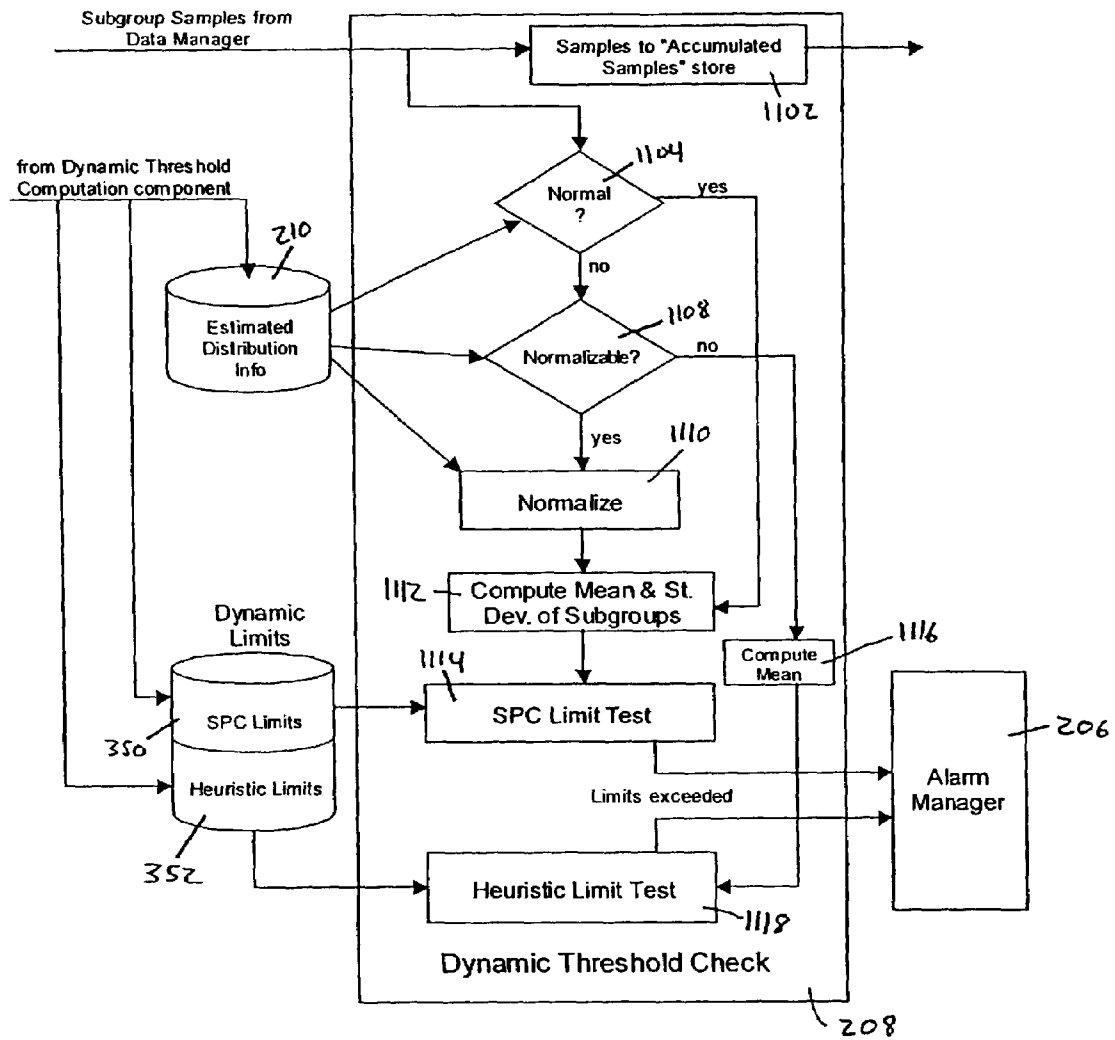 Subgroup Samples from
Data Manager
Samples to "Accumulated
Samples" store
1102
from Dynamic Threshold
Computation component
1104
Normal
?
yes
210
no
Estimated
Distribution
Info
1108
Normalizable?
no
yes
1110
Normalize
1112
Compute Mean & St.
Dev. of Subgroups
Dynamic
Limits
1116
Compute
Mean
1114
SPC Limits
SPC Limit Test
350
206
Heuristic Limits
Limits exceeded
Alarm
Manager
352
Heuristic Limit Test
1118
Dynamic Threshold Check
208